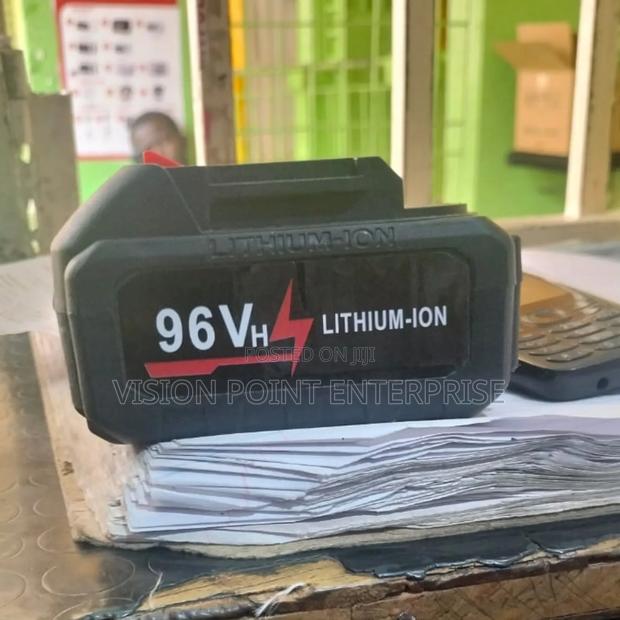 LITHIUM-ION
96VH
LITHIUM-ION
POSTED ON JIJI
VISION POINT ENTERPRISE